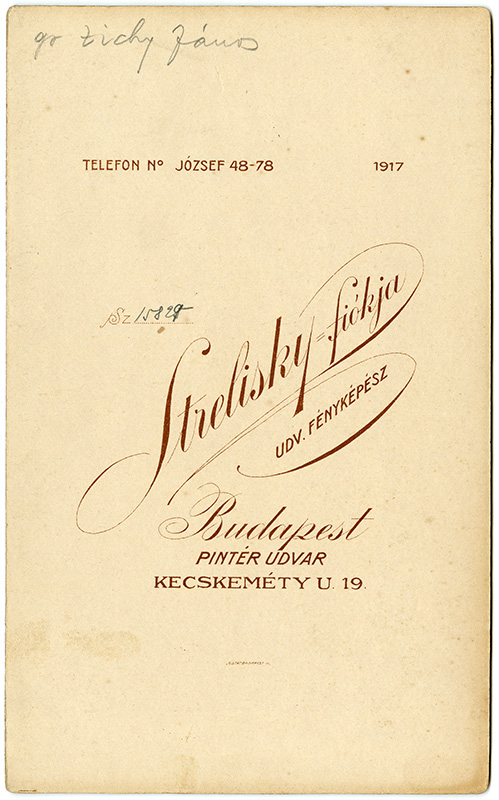 gr Zichy János
TELEFON Nº JÓZSEF 48-78 1917
Sz 15829
Strelisky-fiókja
UDV. FÉNYKÉPÉSZ
Budapest
PINTÉR UDVAR
KECSKEMÉTY U. 19.